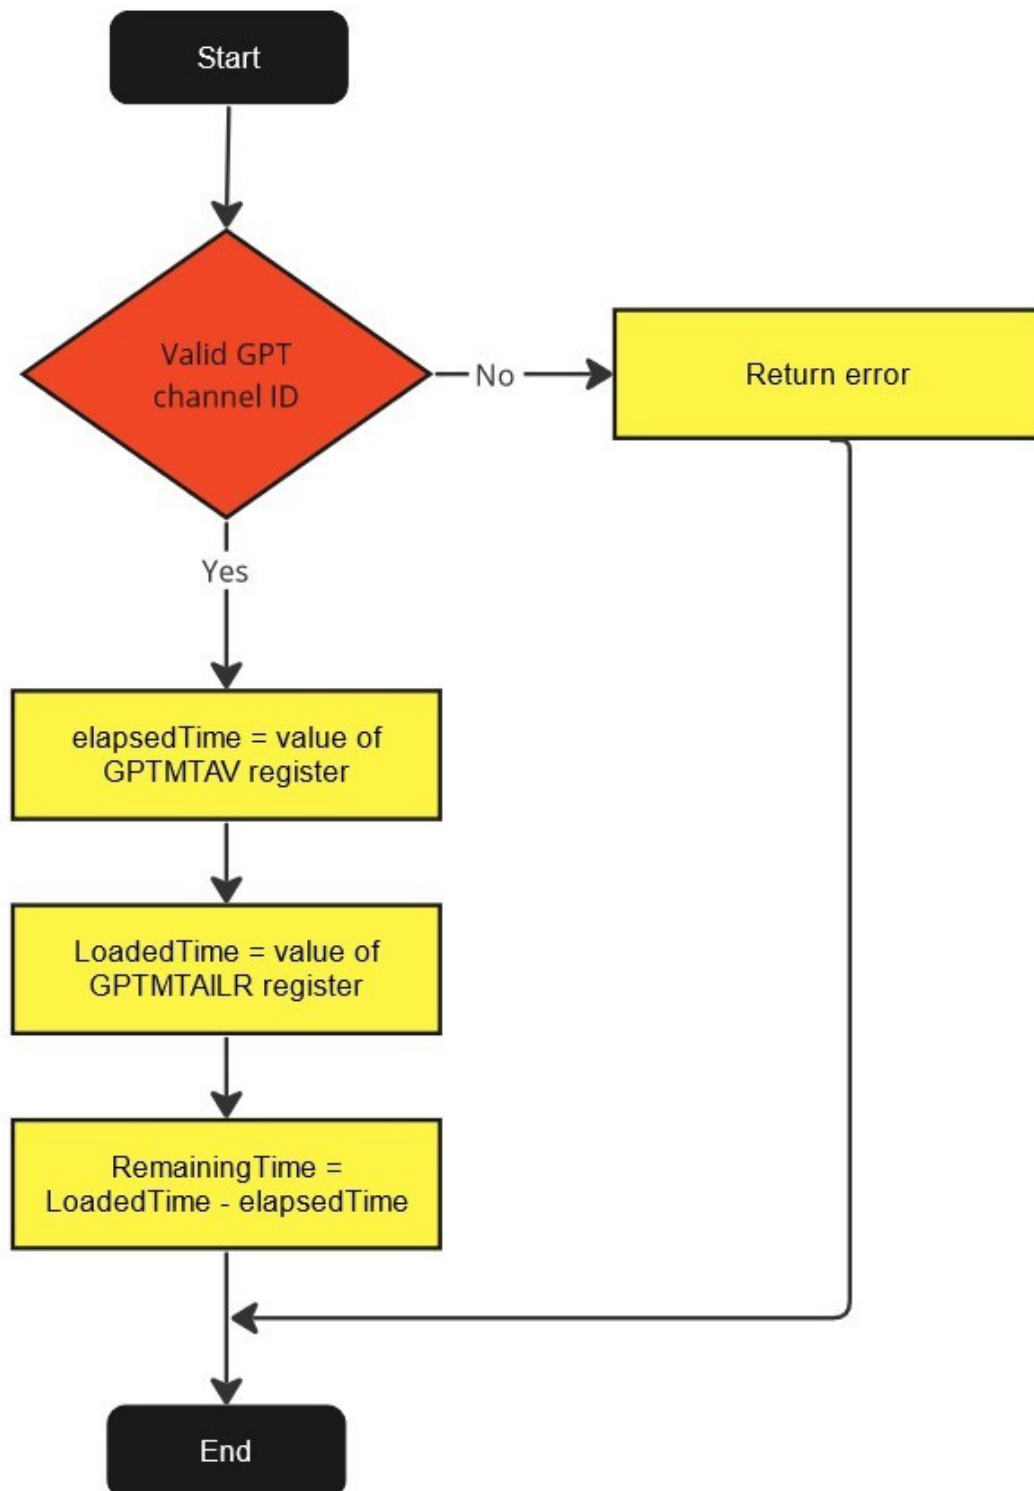 Start
Valid GPT
channel ID
No
Return error
Yes
elapsedTime = value of
GPTMTAV register
LoadedTime = value of
GPTMTAILR register
RemainingTime =
LoadedTime - elapsedTime
End